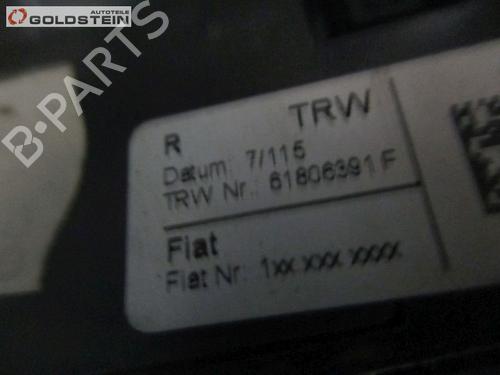 AUTOTEILE
GOLDSTEIN
B-PARTS
R TRW
Datum: 7/115
TRW Nr.: 61806391 F
Fiat
Fiat Nr: 1xx xxx xxxx